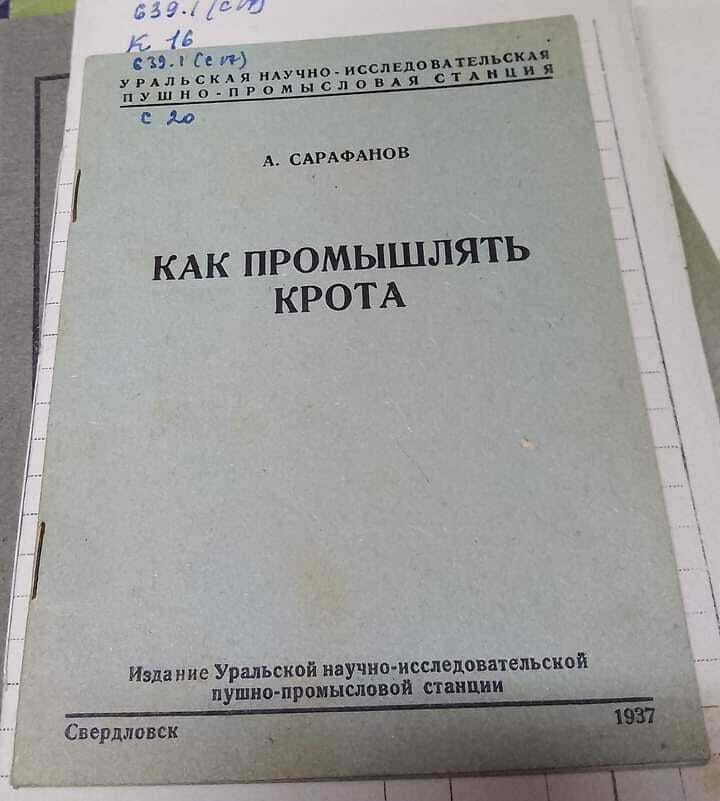 639.1 (с17)
К 16
639.1 (с17)
УРАЛЬСКАЯ НАУЧНО-ИССЛЕДОВАТЕЛЬСКАЯ
ПУШНО-ПРОМЫСЛОВАЯ СТАНЦИЯ
С 20
А. САРАФАНОВ
КАК ПРОМЫШЛЯТЬ
КРОТА
Издание Уральской научно-исследовательской
пушно-промысловой станции
Свердловск
1937